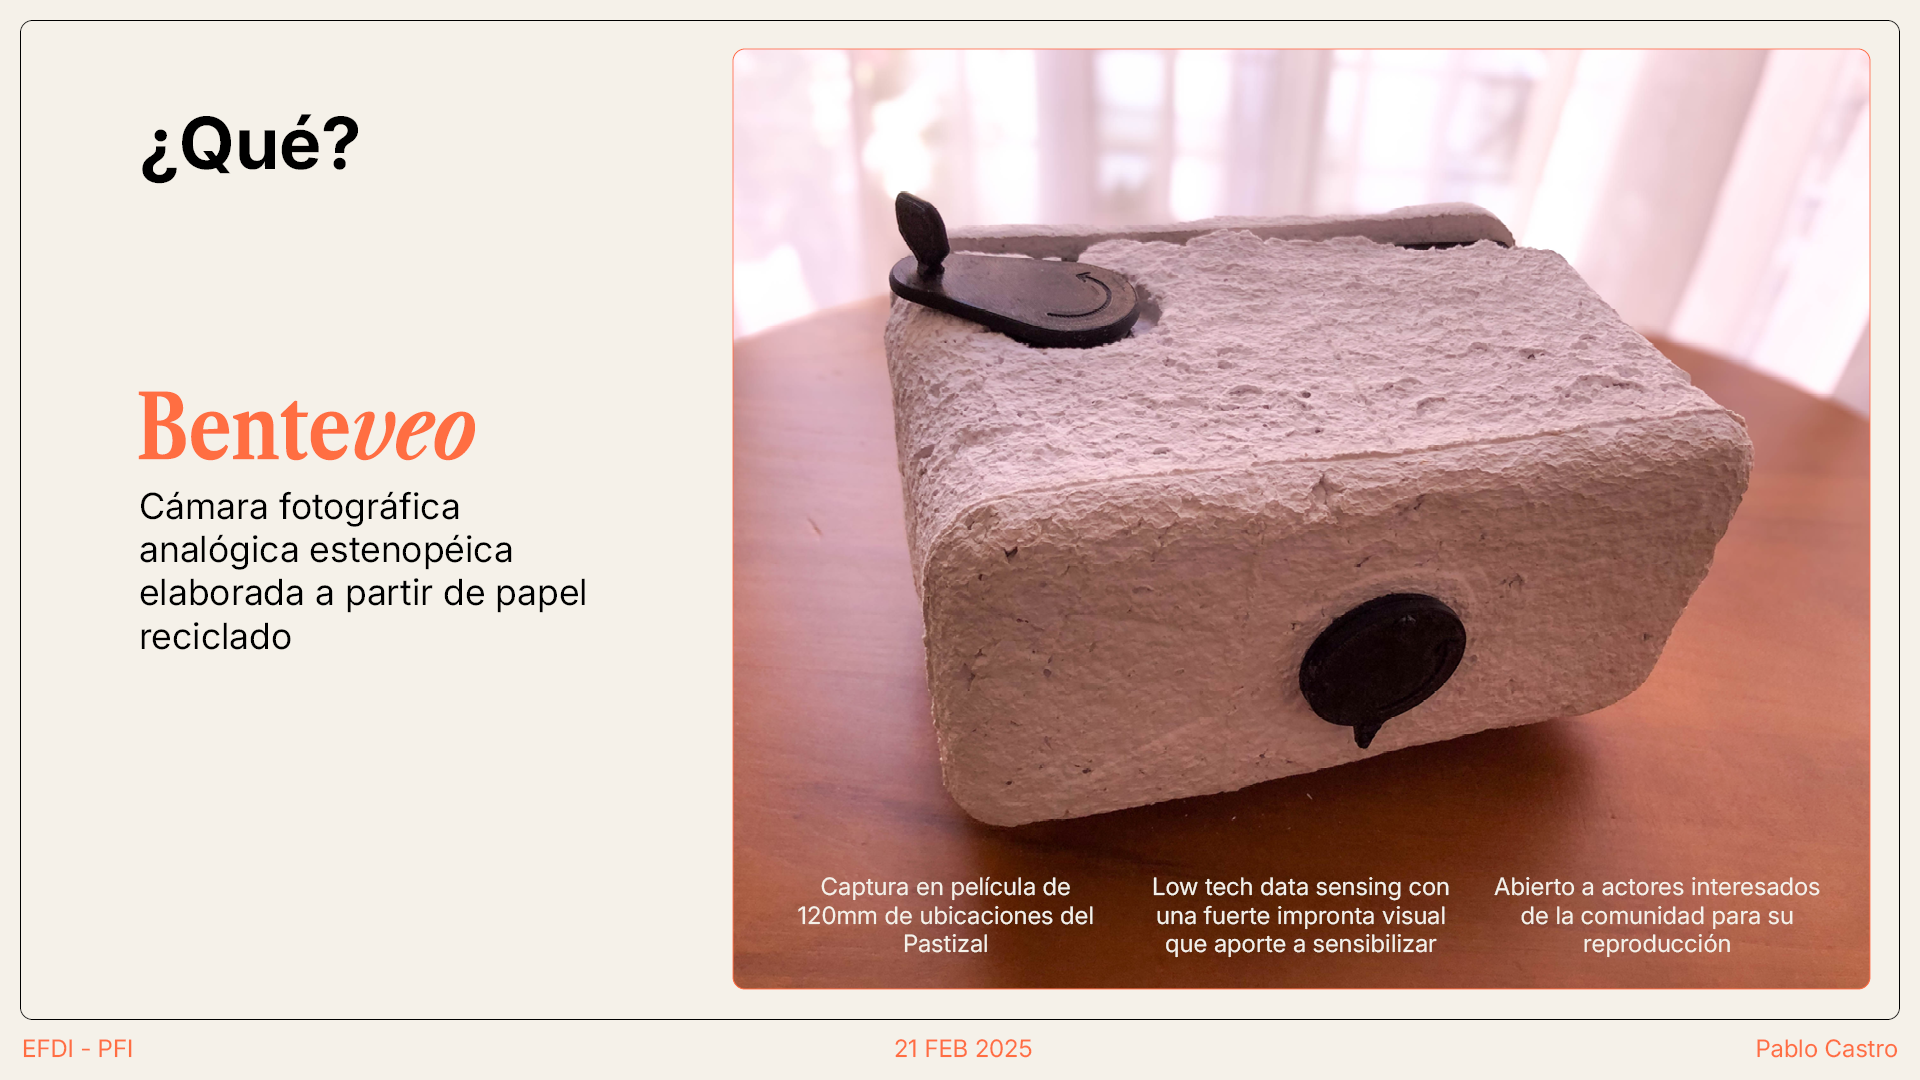 ¿Qué?
Benteveo
Cámara fotográfica
analógica estenopéica
elaborada a partir de papel
reciclado
Captura en película de
120mm de ubicaciones del
Pastizal
Low tech data sensing con
una fuerte impronta visual
que aporte a sensibilizar
Abierto a actores interesados
de la comunidad para su
reproducción
EFDI - PFI
21 FEB 2025
Pablo Castro